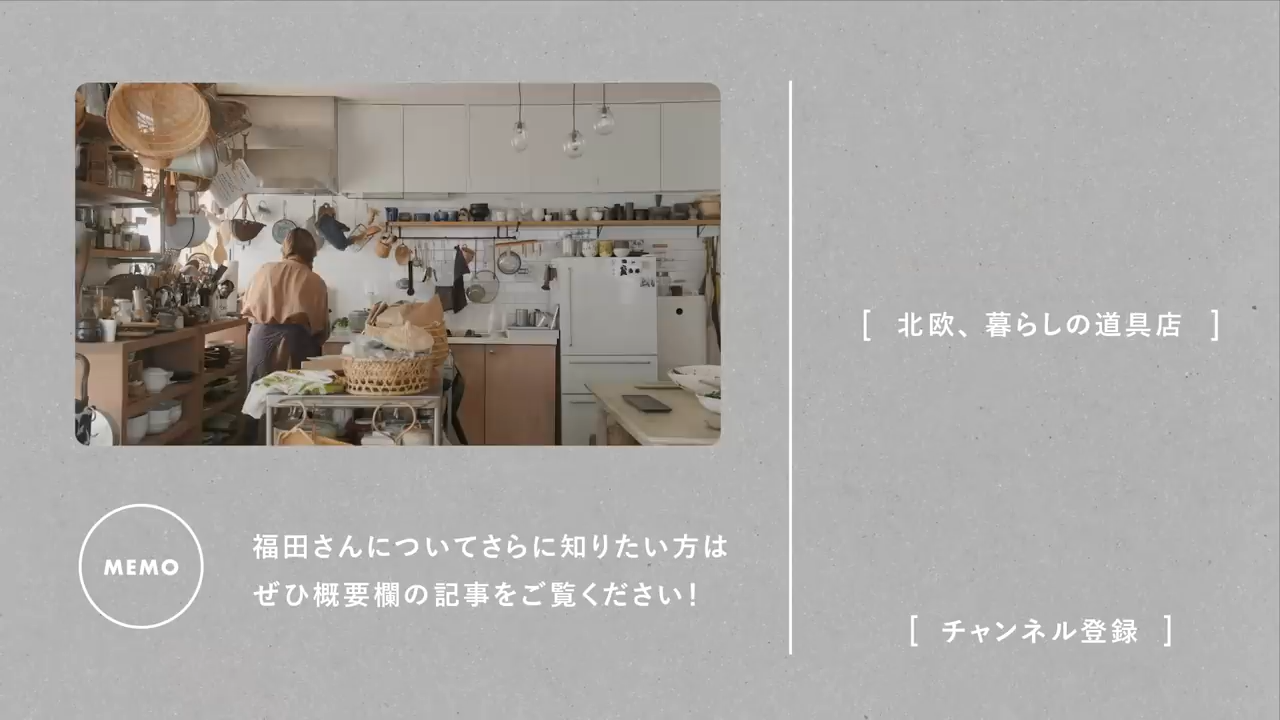 MEMO
福田さんについてさらに知りたい方は
ぜひ概要欄の記事をご覧ください!
[ 北欧、暮らしの道具店 ]
[ チャンネル登録 ]